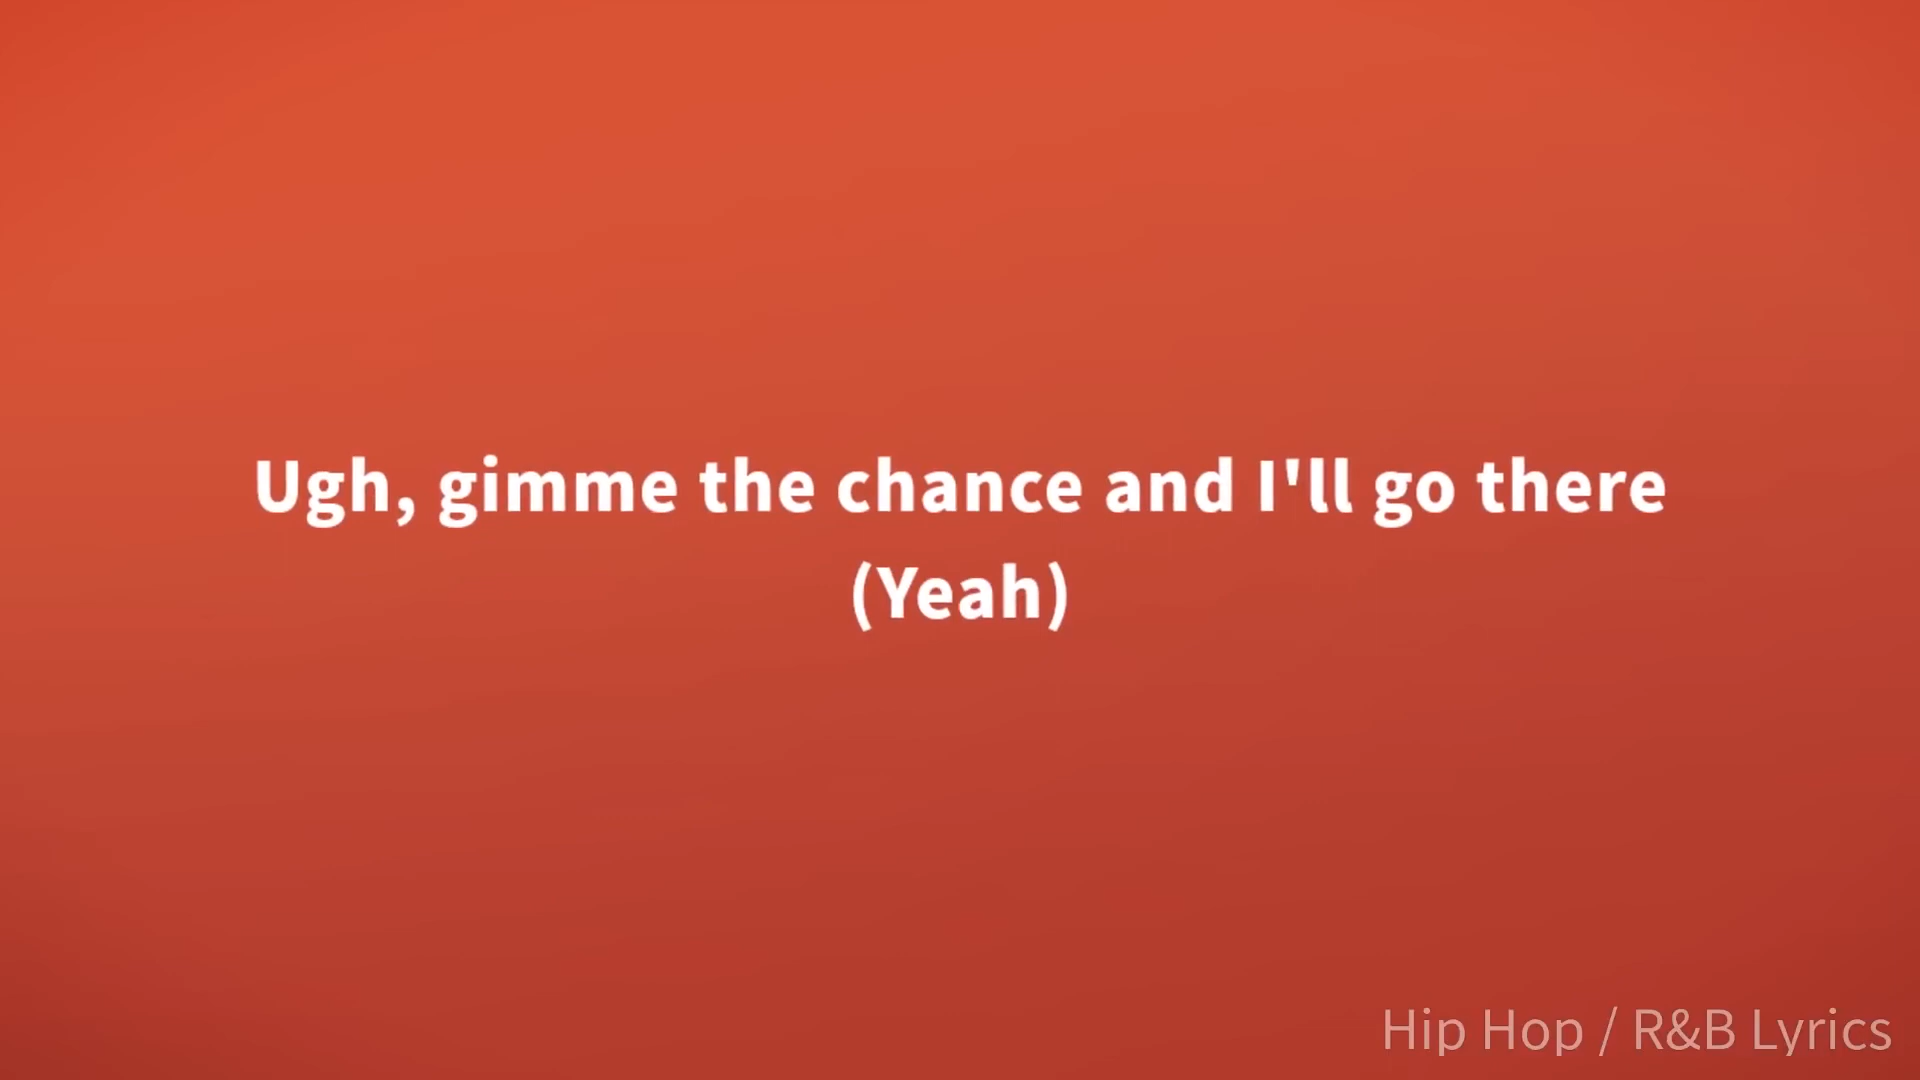 Ugh, gimme the chance and I'll go there
(Yeah)
Hip Hop / R&B Lyrics